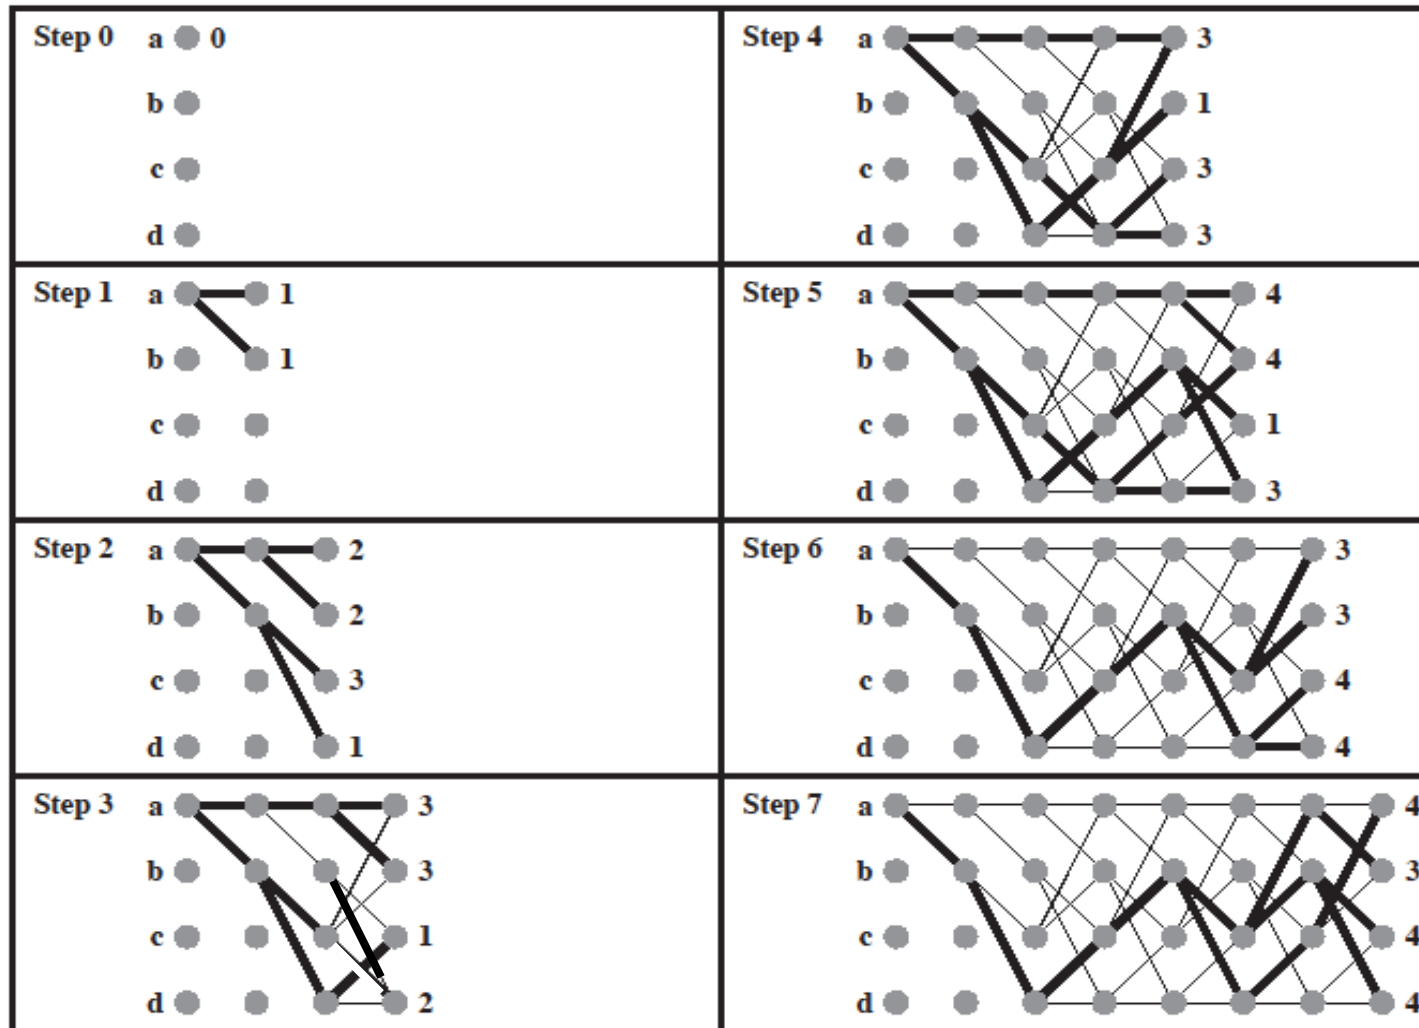 Step 0 a 0
b
c
d
Step 1 a 1
b 1
c
d
Step 2 a 2
b 2
c 3
d 1
Step 3 a 3
b 3
c 1
d 2
Step 4 a 3
b 1
c 3
d 3
Step 5 a 4
b 4
c 1
d 3
Step 6 a 3
b 3
c 4
d 4
Step 7 a 4
b 3
c 4
d 4